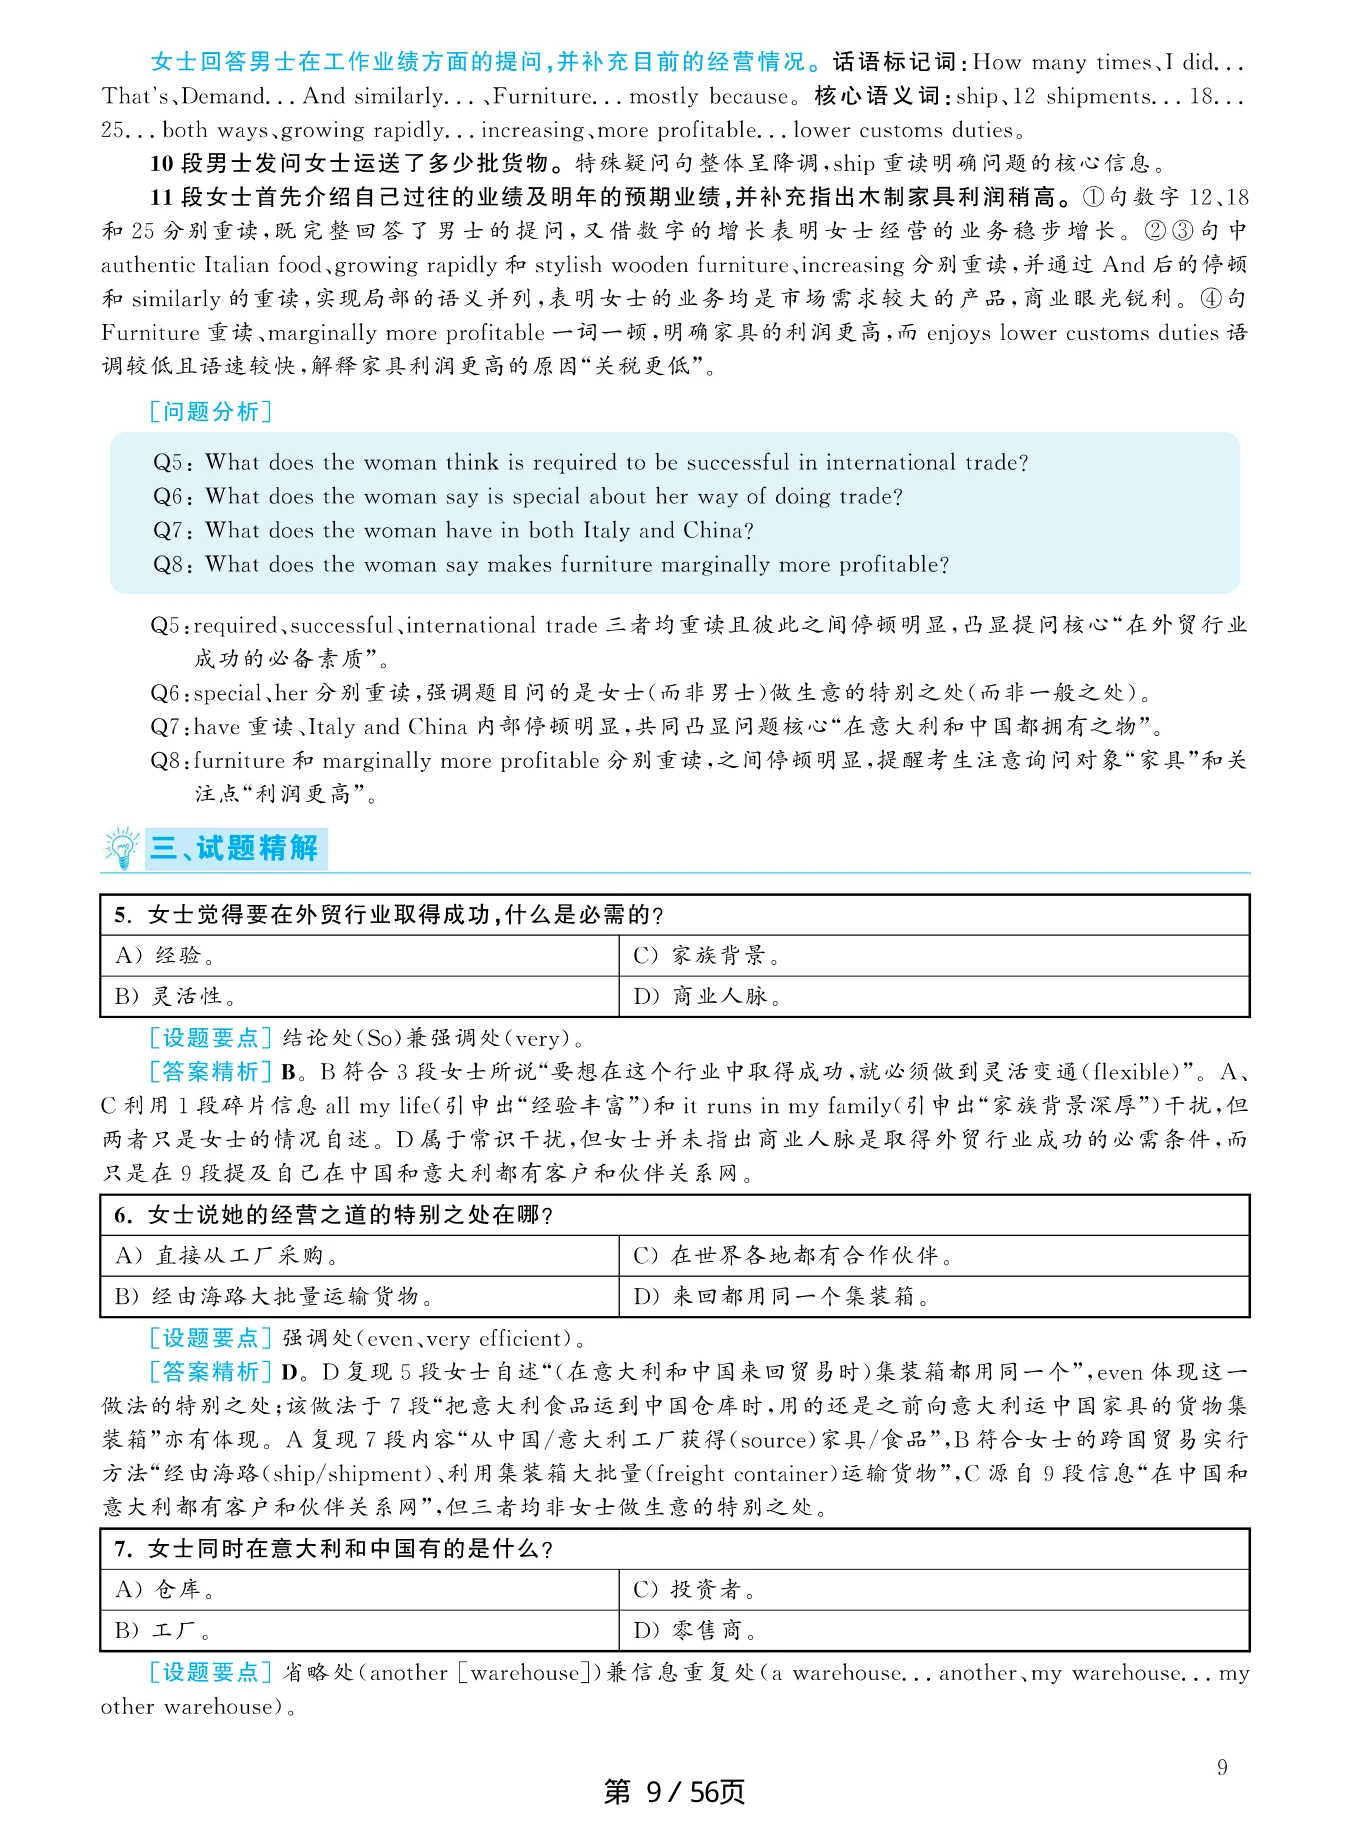 女士回答男士在工作业绩方面的提问,并补充目前的经营情况。话语标记词:How many times、I did...
That's、Demand...And similarly...、Furniture...mostly because。核心语义词:ship、12 shipments...18...
25...both ways、growing rapidly...increasing、more profitable...lower customs duties。
10 段男士发问女士运送了多少批货物。特殊疑问句整体呈降调,ship 重读明确问题的核心信息。
11 段女士首先介绍自己过往的业绩及明年的预期业绩,并补充指出木制家具利润稍高。①句数字 12、18
和 25 分别重读,既完整回答了男士的提问,又借数字的增长表明女士经营的业务稳步增长。②③句中
authentic Italian food、growing rapidly 和 stylish wooden furniture、increasing 分别重读,并通过 And 后的停顿
和 similarly 的重读,实现局部的语义并列,表明女士的业务均是市场需求较大的产品,商业眼光锐利。④句
Furniture 重读、marginally more profitable 一词一顿,明确家具的利润更高,而 enjoys lower customs duties 语
调较低且语速较快,解释家具利润更高的原因“关税更低”。
[问题分析]
Q5: What does the woman think is required to be successful in international trade?
Q6: What does the woman say is special about her way of doing trade?
Q7: What does the woman have in both Italy and China?
Q8: What does the woman say makes furniture marginally more profitable?
Q5:required、successful、international trade 三者均重读且彼此之间停顿明显,凸显提问核心“在外贸行业
成功的必备素质”。
Q6:special、her 分别重读,强调题目问的是女士(而非男士)做生意的特别之处(而非一般之处)。
Q7:have 重读、Italy and China 内部停顿明显,共同凸显问题核心“在意大利和中国都拥有之物”。
Q8:furniture 和 marginally more profitable 分别重读,之间停顿明显,提醒考生注意询问对象“家具”和关
注点“利润更高”。
三、试题精解
5. 女士觉得要在外贸行业取得成功,什么是必需的?
A) 经验。 C) 家族背景。
B) 灵活性。 D) 商业人脉。
[设题要点] 结论处(So)兼强调处(very)。
[答案精析] B。B 符合 3 段女士所说“要想在这个行业中取得成功,就必须做到灵活变通(flexible)”。A、
C 利用 1 段碎片信息 all my life(引申出“经验丰富”)和 it runs in my family(引申出“家族背景深厚”)干扰,但
两者只是女士的情况自述。D 属于常识干扰,但女士并未指出商业人脉是取得外贸行业成功的必需条件,而
只是在 9 段提及自己在中国和意大利都有客户和伙伴关系网。
6. 女士说她的经营之道的特别之处在哪?
A) 直接从工厂采购。 C) 在世界各地都有合作伙伴。
B) 经由海路大批量运输货物。 D) 来回都用同一个集装箱。
[设题要点] 强调处(even、very efficient)。
[答案精析] D。D 复现 5 段女士自述“(在意大利和中国来回贸易时)集装箱都用同一个”,even 体现这一
做法的特别之处;该做法于 7 段“把意大利食品运到中国仓库时,用的还是之前向意大利运中国家具的货物集
装箱”亦有体现。A 复现 7 段内容“从中国/意大利工厂获得(source)家具/食品”,B 符合女士的跨国贸易实行
方法“经由海路(ship/shipment)、利用集装箱大批量(freight container)运输货物”,C 源自 9 段信息“在中国和
意大利都有客户和伙伴关系网”,但三者均非女士做生意的特别之处。
7. 女士同时在意大利和中国有的是什么?
A) 仓库。 C) 投资者。
B) 工厂。 D) 零售商。
[设题要点] 省略处(another [warehouse])兼信息重复处(a warehouse...another、my warehouse...my
other warehouse)。
9
第 9 / 56页